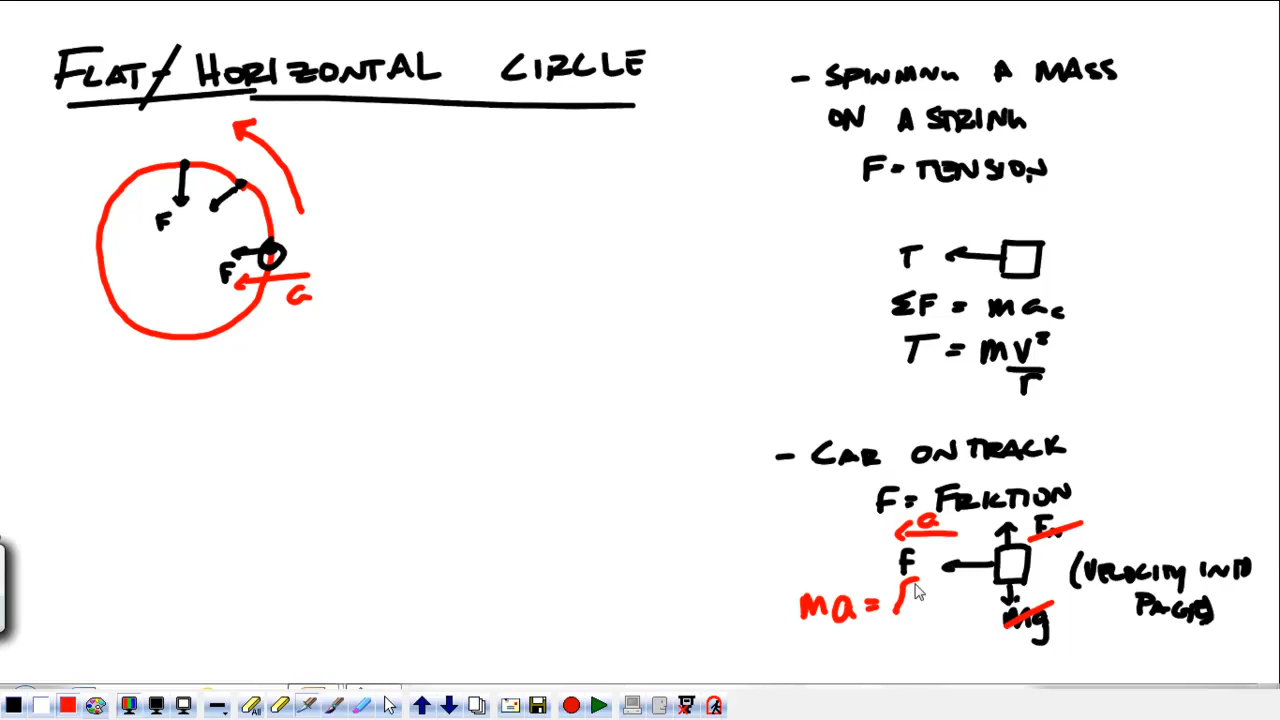 FLAT/HORIZONTAL CIRCLE
F
F
a
- SPINNING A MASS
ON A STRING
F = TENSION
T
ΣF = mac
T = mv²
r
- CAR ON TRACK
F = FRICTION
a
FN
F
(VELOCITY INTO
PAGE)
ma = 
mg
All